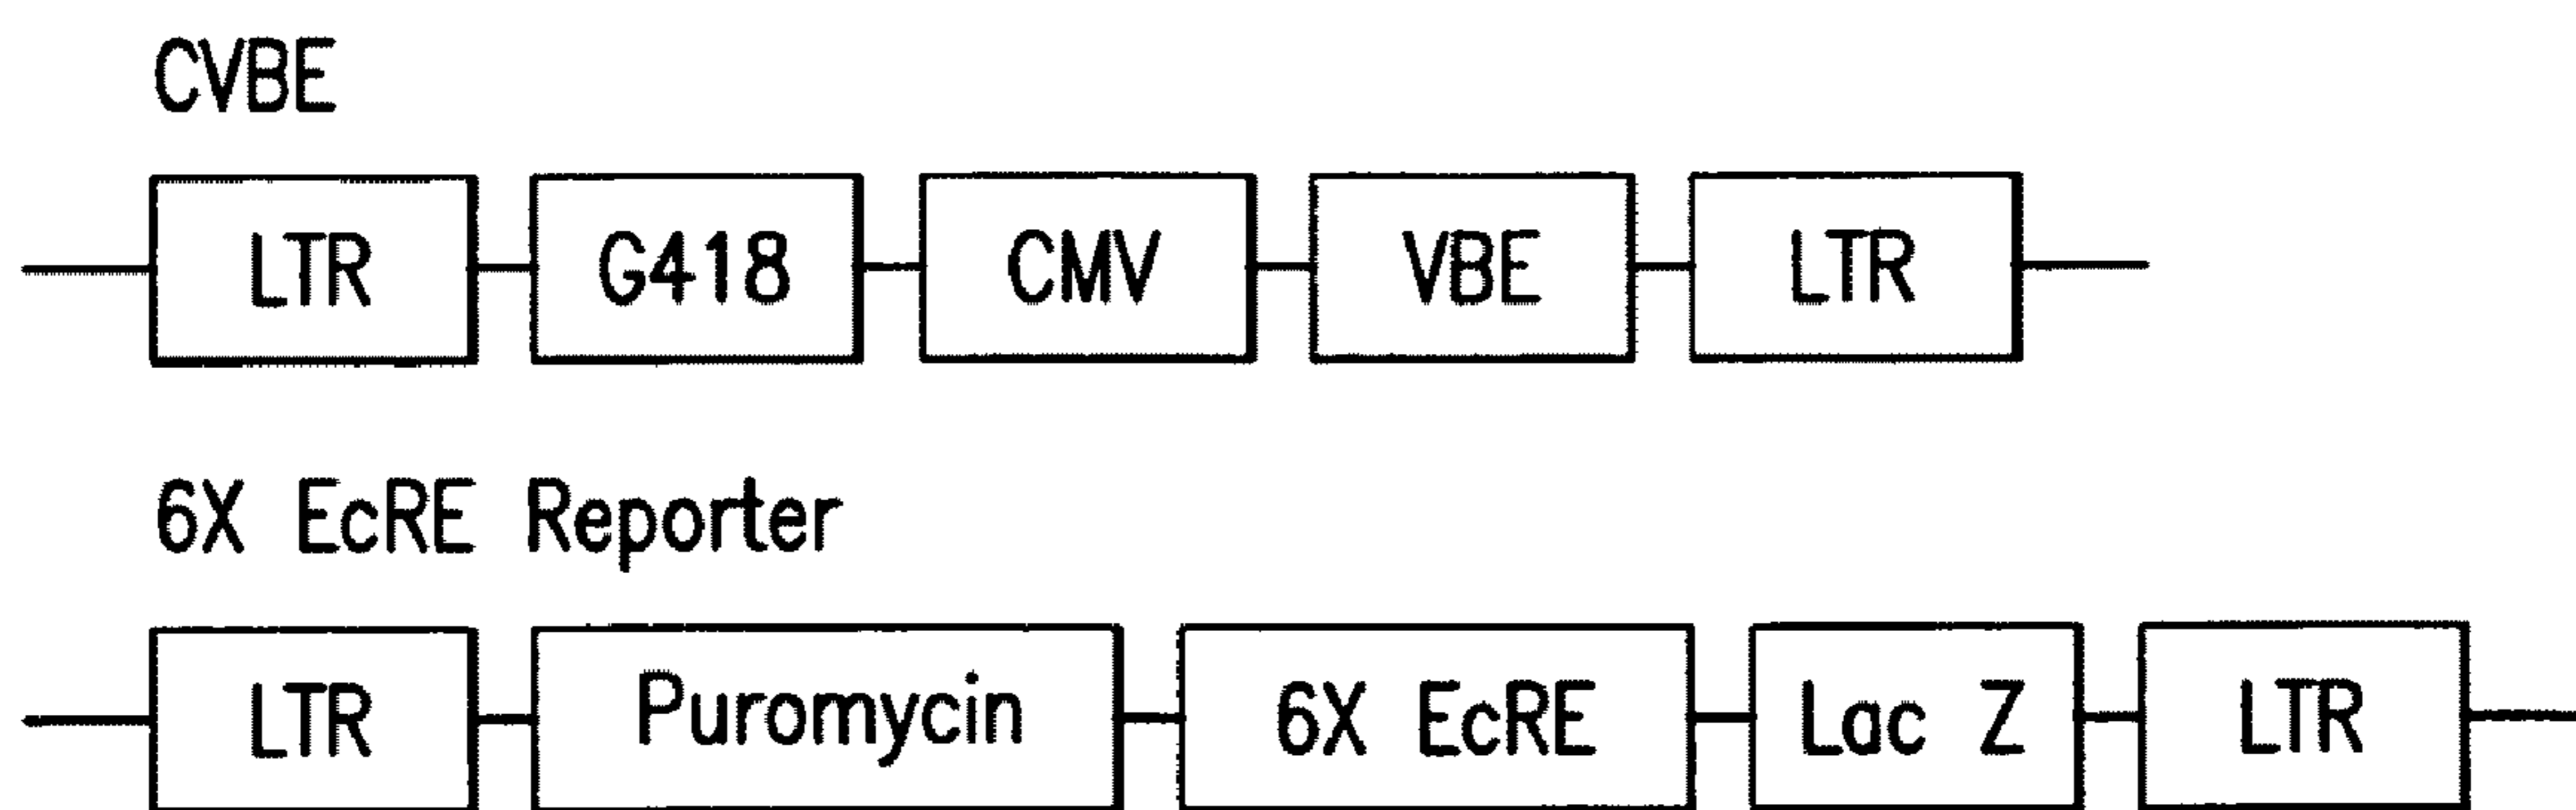 CVBE
LTR G418 CMV VBE LTR
6X EcRE Reporter
LTR Puromycin 6X EcRE Lac Z LTR